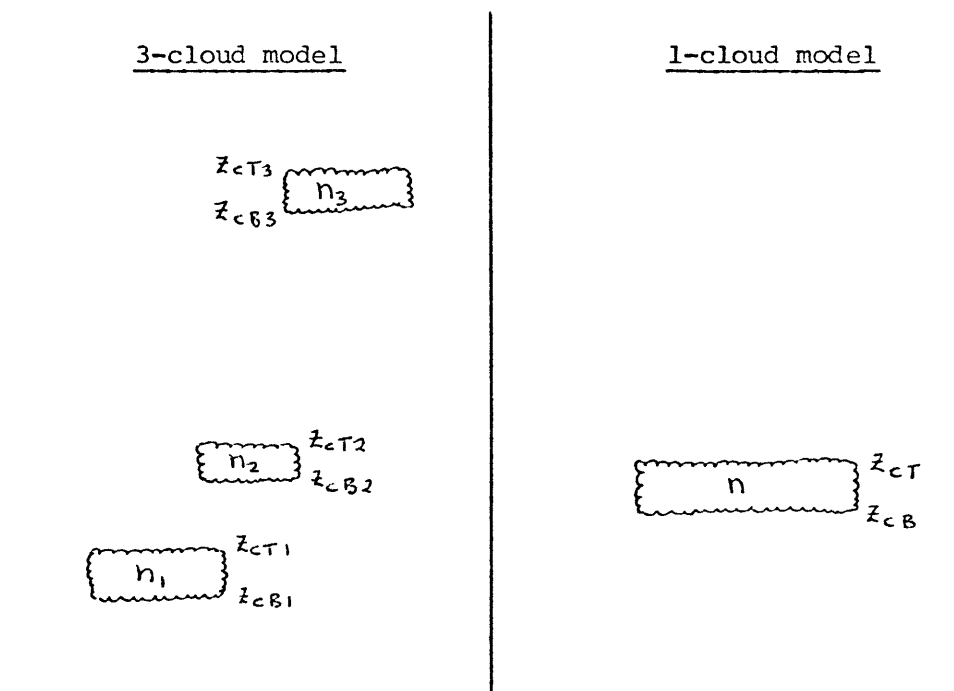 3-cloud model
1-cloud model
zcT3
n3
zcB3
zcT2
n2
zcB2
zcT1
n1
zcB1
zcT
n
zcB